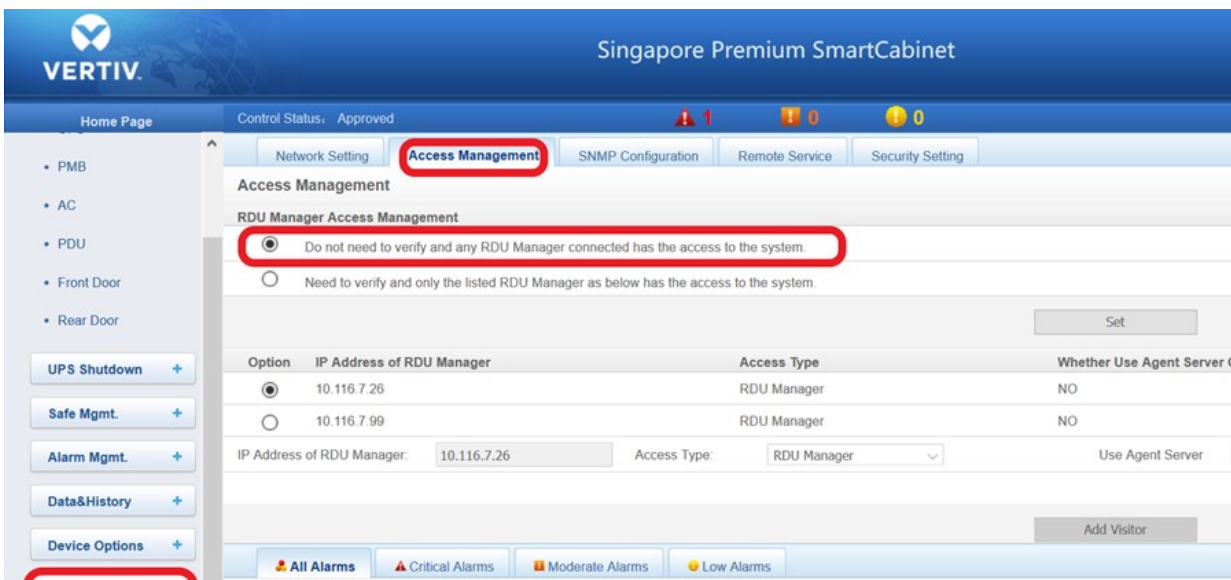 VERTIV.
Singapore Premium SmartCabinet
Home Page
Control Status: Approved
1
0
0
PMB
AC
PDU
Front Door
Rear Door
UPS Shutdown +
Safe Mgmt. +
Alarm Mgmt. +
Data&History +
Device Options +
Network Setting
Access Management
SNMP Configuration
Remote Service
Security Setting
Access Management
RDU Manager Access Management
Do not need to verify and any RDU Manager connected has the access to the system.
Need to verify and only the listed RDU Manager as below has the access to the system.
Set
Option IP Address of RDU Manager Access Type Whether Use Agent Server
10.116.7.26 RDU Manager NO
10.116.7.99 RDU Manager NO
IP Address of RDU Manager: 10.116.7.26 Access Type: RDU Manager Use Agent Server
Add Visitor
All Alarms
Critical Alarms
Moderate Alarms
Low Alarms